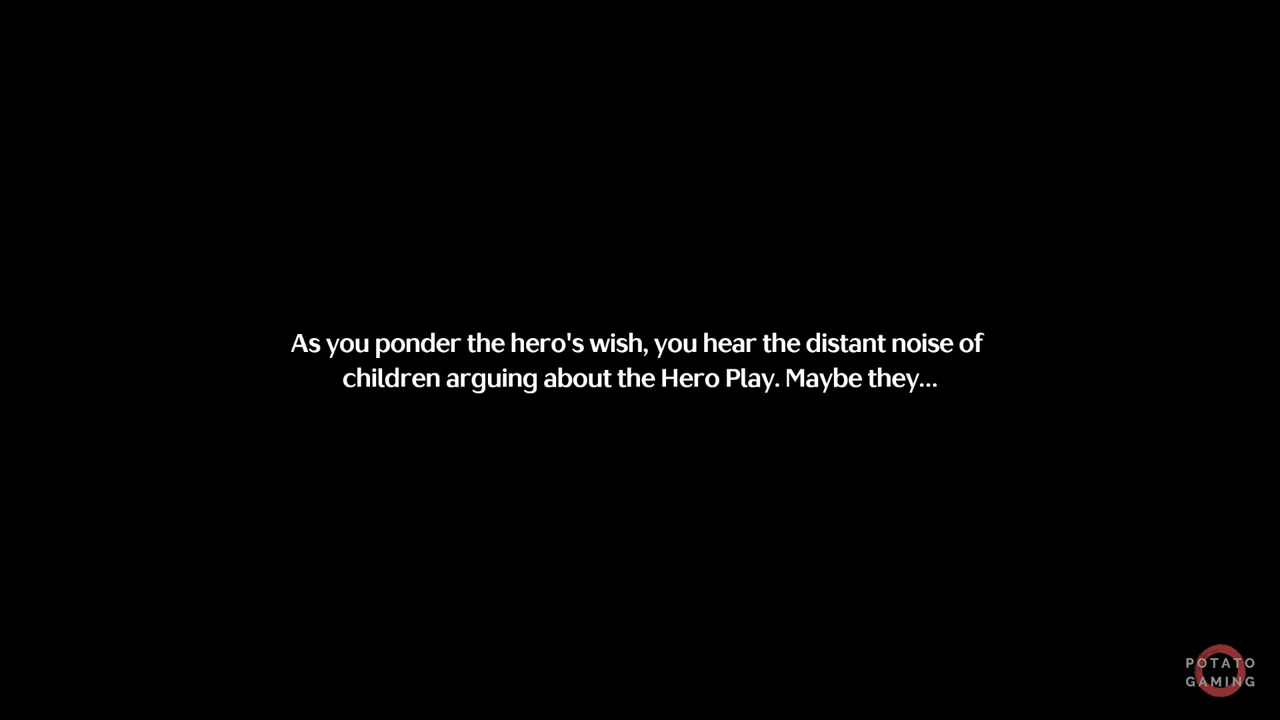 As you ponder the hero's wish, you hear the distant noise of
children arguing about the Hero Play. Maybe they...
POTATO
GAMING